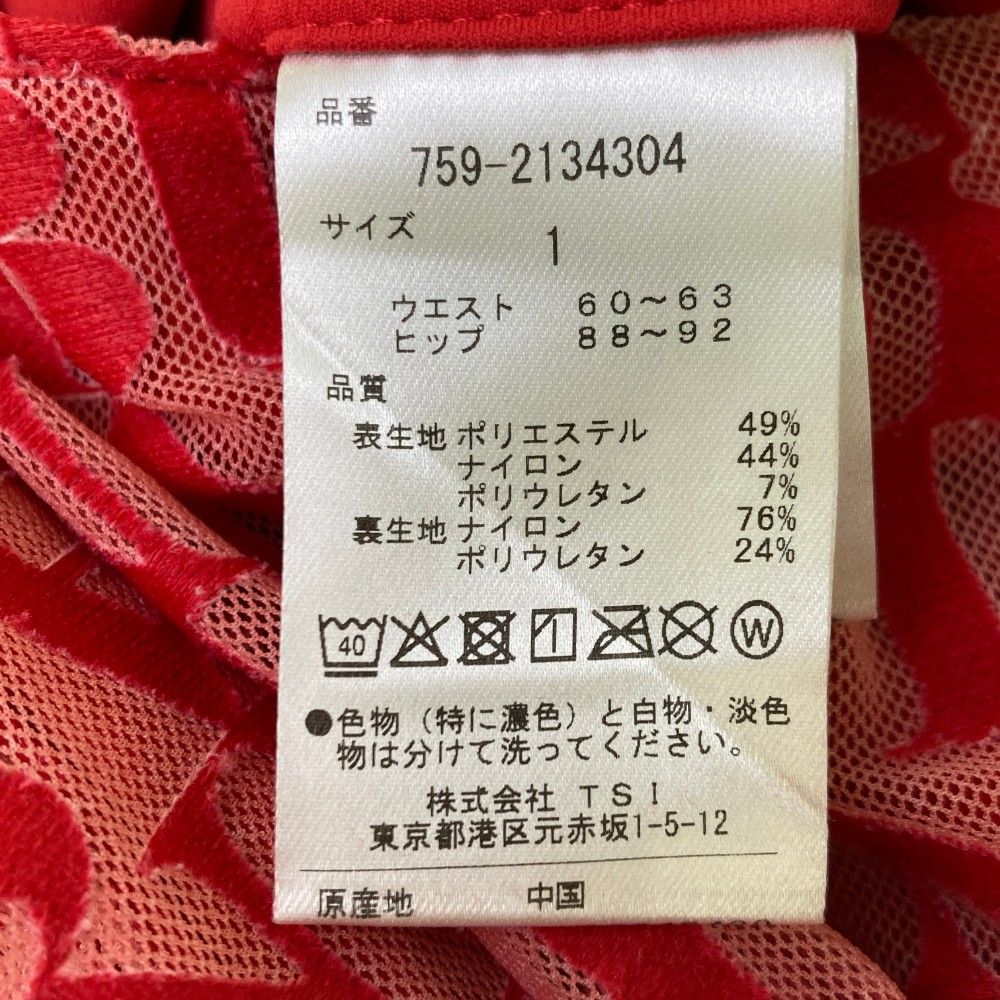 品番
759-2134304
サイズ 1
ウエスト 60～63
ヒップ 88～92
品質
表生地 ポリエステル 49%
ナイロン 44%
ポリウレタン 7%
裏生地 ナイロン 76%
ポリウレタン 24%
40 W
●色物（特に濃色）と白物・淡色
物は分けて洗ってください。
株式会社 TSI
東京都港区元赤坂1-5-12
原産地 中国